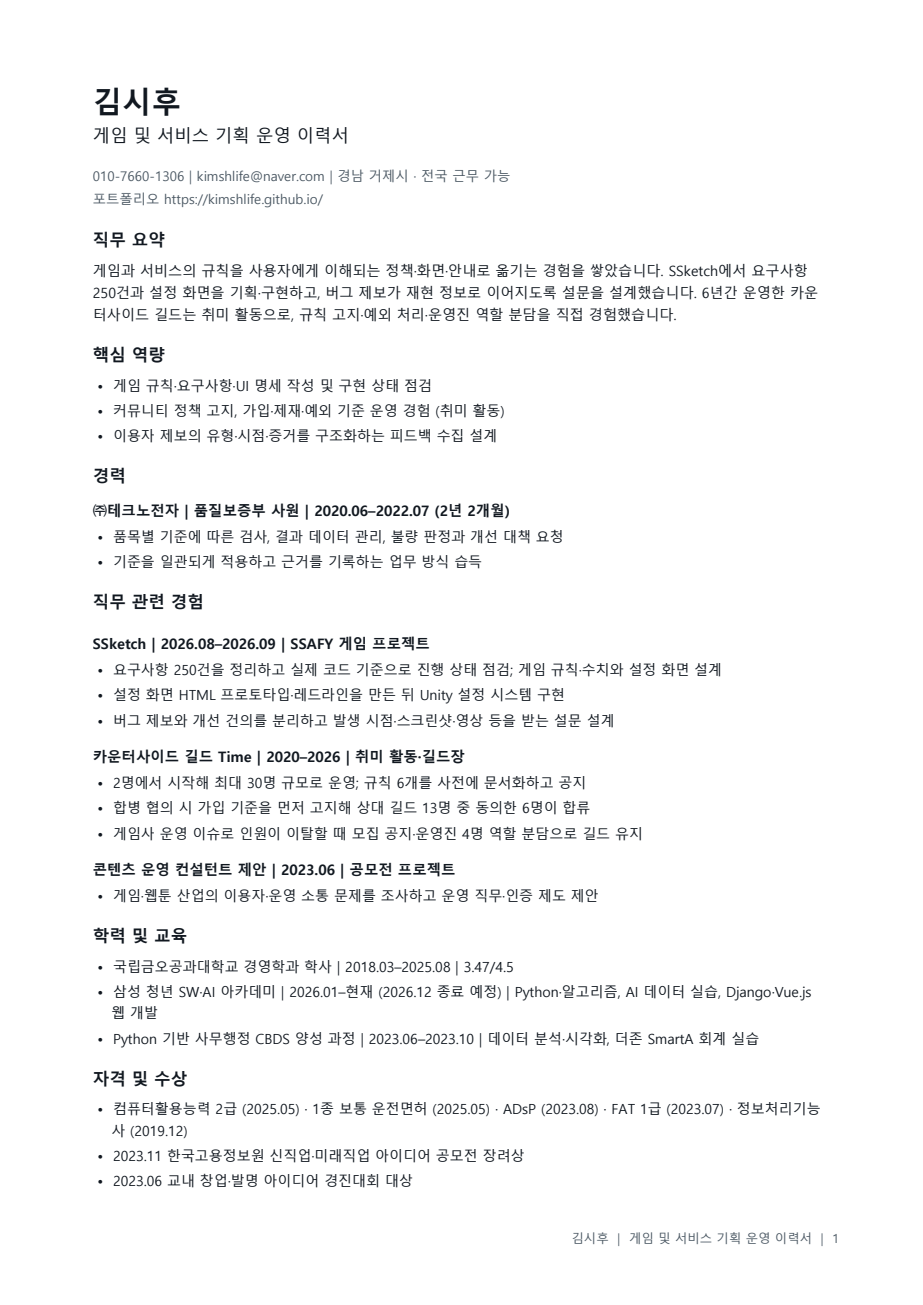 김시후
게임 및 서비스 기획 운영 이력서
010-7660-1306 | kimshlife@naver.com | 경남 거제시 · 전국 근무 가능
포트폴리오 https://kimshlife.github.io/
직무 요약
게임과 서비스의 규칙을 사용자에게 이해되는 정책·화면·안내로 옮기는 경험을 쌓았습니다. SSketch에서 요구사항
250건과 설정 화면을 기획·구현하고, 버그 제보가 재현 정보로 이어지도록 설문을 설계했습니다. 6년간 운영한 카운
터사이드 길드는 취미 활동으로, 규칙 고지·예외 처리·운영진 역할 분담을 직접 경험했습니다.
핵심 역량
• 게임 규칙·요구사항·UI 명세 작성 및 구현 상태 점검
• 커뮤니티 정책 고지, 가입·제재·예외 기준 운영 경험 (취미 활동)
• 이용자 제보의 유형·시점·증거를 구조화하는 피드백 수집 설계
경력
㈜테크노전자 | 품질보증부 사원 | 2020.06–2022.07 (2년 2개월)
• 품목별 기준에 따른 검사, 결과 데이터 관리, 불량 판정과 개선 대책 요청
• 기준을 일관되게 적용하고 근거를 기록하는 업무 방식 습득
직무 관련 경험
SSketch | 2026.08–2026.09 | SSAFY 게임 프로젝트
• 요구사항 250건을 정리하고 실제 코드 기준으로 진행 상태 점검; 게임 규칙·수치와 설정 화면 설계
• 설정 화면 HTML 프로토타입·레드라인을 만든 뒤 Unity 설정 시스템 구현
• 버그 제보와 개선 건의를 분리하고 발생 시점·스크린샷·영상 등을 받는 설문 설계
카운터사이드 길드 Time | 2020–2026 | 취미 활동·길드장
• 2명에서 시작해 최대 30명 규모로 운영; 규칙 6개를 사전에 문서화하고 공지
• 합병 협의 시 가입 기준을 먼저 고지해 상대 길드 13명 중 동의한 6명이 합류
• 게임사 운영 이슈로 인원이 이탈할 때 모집 공지·운영진 4명 역할 분담으로 길드 유지
콘텐츠 운영 컨설턴트 제안 | 2023.06 | 공모전 프로젝트
• 게임·웹툰 산업의 이용자·운영 소통 문제를 조사하고 운영 직무·인증 제도 제안
학력 및 교육
• 국립금오공과대학교 경영학과 학사 | 2018.03–2025.08 | 3.47/4.5
• 삼성 청년 SW·AI 아카데미 | 2026.01–현재 (2026.12 종료 예정) | Python·알고리즘, AI 데이터 실습, Django·Vue.js
웹 개발
• Python 기반 사무행정 CBDS 양성 과정 | 2023.06–2023.10 | 데이터 분석·시각화, 더존 SmartA 회계 실습
자격 및 수상
• 컴퓨터활용능력 2급 (2025.05) · 1종 보통 운전면허 (2025.05) · ADsP (2023.08) · FAT 1급 (2023.07) · 정보처리기능
사 (2019.12)
• 2023.11 한국고용정보원 신직업·미래직업 아이디어 공모전 장려상
• 2023.06 교내 창업·발명 아이디어 경진대회 대상
김시후 | 게임 및 서비스 기획 운영 이력서 | 1